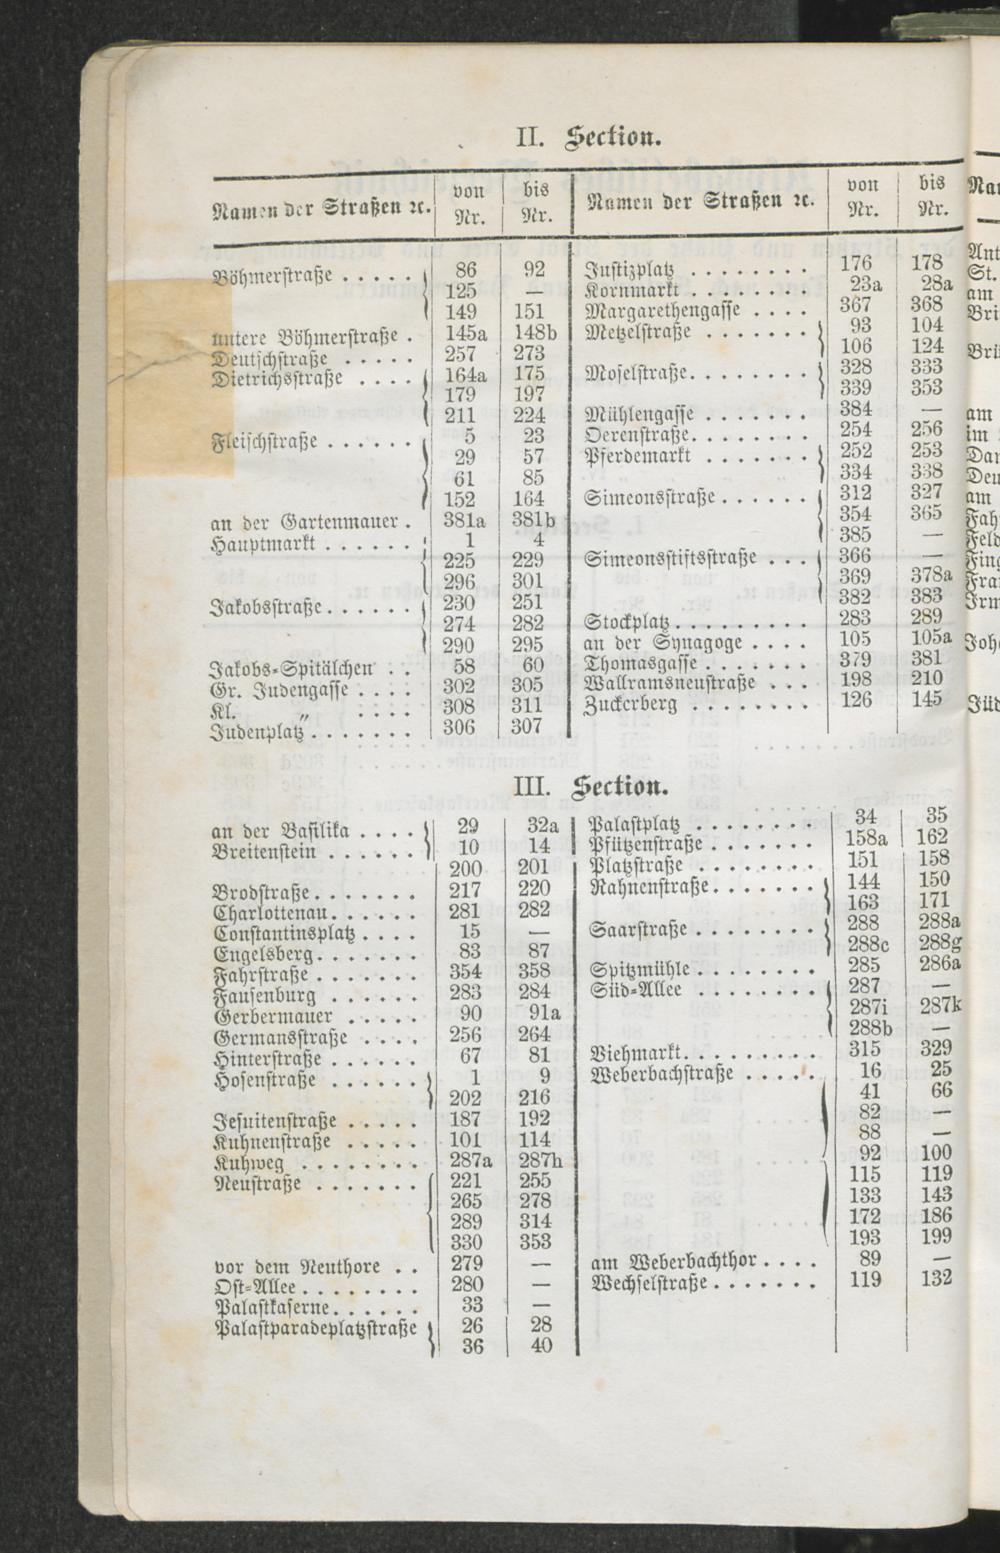 II. Section.
Namen der Straßen ꝛc. von Nr. bis Nr. Namen der Straßen ꝛc. von Nr. bis Nr.
Böhmerstraße . . . . . 86 92
125 —
149 151
untere Böhmerstraße . 145a 148b
Deutschstraße . . . . . 257 273
Dietrichsstraße . . . . 164a 175
179 197
211 224
Fleischstraße . . . . . . 5 23
29 57
61 85
152 164
an der Gartenmauer . 381a 381b
Hauptmarkt . . . . . . 1 4
225 229
296 301
Jakobsstraße . . . . . . 230 251
274 282
290 295
Jakobs-Spitälchen . . 58 60
Gr. Judengasse . . . . 302 305
Kl. „ . . . . 308 311
Judenplatz . . . . . . . 306 307
Justizplatz . . . . . . . . 176 178
Kornmarkt . . . . . . . . 23a 28a
Margarethengasse . . . . 367 368
Metzelstraße . . . . . . . 93 104
106 124
Moselstraße. . . . . . . . 328 333
339 353
Mühlengasse . . . . . . . 384 —
Oerenstraße. . . . . . . . 254 256
Pferdemarkt . . . . . . . 252 253
334 338
Simeonsstraße . . . . . . 312 327
354 365
385 —
Simeonsstiftsstraße . . . 366 —
369 378a
382 383
Stockplatz . . . . . . . . . 283 289
an der Synagoge . . . . . 105 105a
Thomasgasse . . . . . . . 379 381
Wallramsneustraße . . . 198 210
Zuckerberg . . . . . . . . 126 145
III. Section.
an der Basilika . . . . 29 32a
Breitenstein . . . . . . 10 14
200 201
Brodstraße. . . . . . . 217 220
Charlottenau. . . . . . 281 282
Constantinsplatz . . . . 15 —
Engelsberg. . . . . . . 83 87
Fahrstraße . . . . . . . 354 358
Fausenburg . . . . . . 283 284
Gerbermauer . . . . . 90 91a
Germansstraße . . . . 256 264
Hinterstraße . . . . . . 67 81
Hosenstraße . . . . . . 1 9
202 216
Jesuitenstraße . . . . . 187 192
Kuhnenstraße . . . . . 101 114
Kuhweg . . . . . . . . 287a 287h
Neustraße . . . . . . . 221 255
265 278
289 314
330 353
vor dem Neuthore . . 279 —
Ost-Allee . . . . . . . . 280 —
Palastkaserne. . . . . . 33 —
Palastparadeplatzstraße 26 28
36 40
Palastplatz . . . . . . . . 34 35
Pfützenstraße . . . . . . . 158a 162
Platzstraße . . . . . . . . 151 158
Nahnenstraße. . . . . . . 144 150
163 171
Saarstraße . . . . . . . . 288 288a
288c 288g
Spitzmühle . . . . . . . . 285 286a
Süd-Allee . . . . . . . . 287 —
287i 287k
288b —
Viehmarkt. . . . . . . . . 315 329
Weberbachstraße . . . . . 16 25
41 66
82 —
88 —
92 100
115 119
133 143
172 186
193 199
am Weberbachthor . . . . 89 —
Wechselstraße . . . . . . . 119 132
St.
am
am
im
am